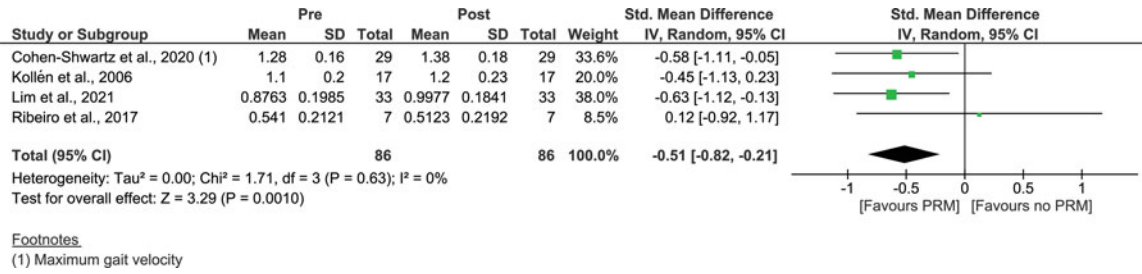 Pre Post Std. Mean Difference Std. Mean Difference
Study or Subgroup Mean SD Total Mean SD Total Weight IV, Random, 95% CI IV, Random, 95% CI
Cohen-Shwartz et al., 2020 (1) 1.28 0.16 29 1.38 0.18 29 33.6% -0.58 [-1.11, -0.05]
Kollén et al., 2006 1.1 0.2 17 1.2 0.23 17 20.0% -0.45 [-1.13, 0.23]
Lim et al., 2021 0.8763 0.1985 33 0.9977 0.1841 33 38.0% -0.63 [-1.12, -0.13]
Ribeiro et al., 2017 0.541 0.2121 7 0.5123 0.2192 7 8.5% 0.12 [-0.92, 1.17]
Total (95% CI) 86 86 100.0% -0.51 [-0.82, -0.21]
Heterogeneity: Tau² = 0.00; Chi² = 1.71, df = 3 (P = 0.63); I² = 0%
Test for overall effect: Z = 3.29 (P = 0.0010)
-1 -0.5 0 0.5 1
[Favours PRM] [Favours no PRM]
Footnotes
(1) Maximum gait velocity